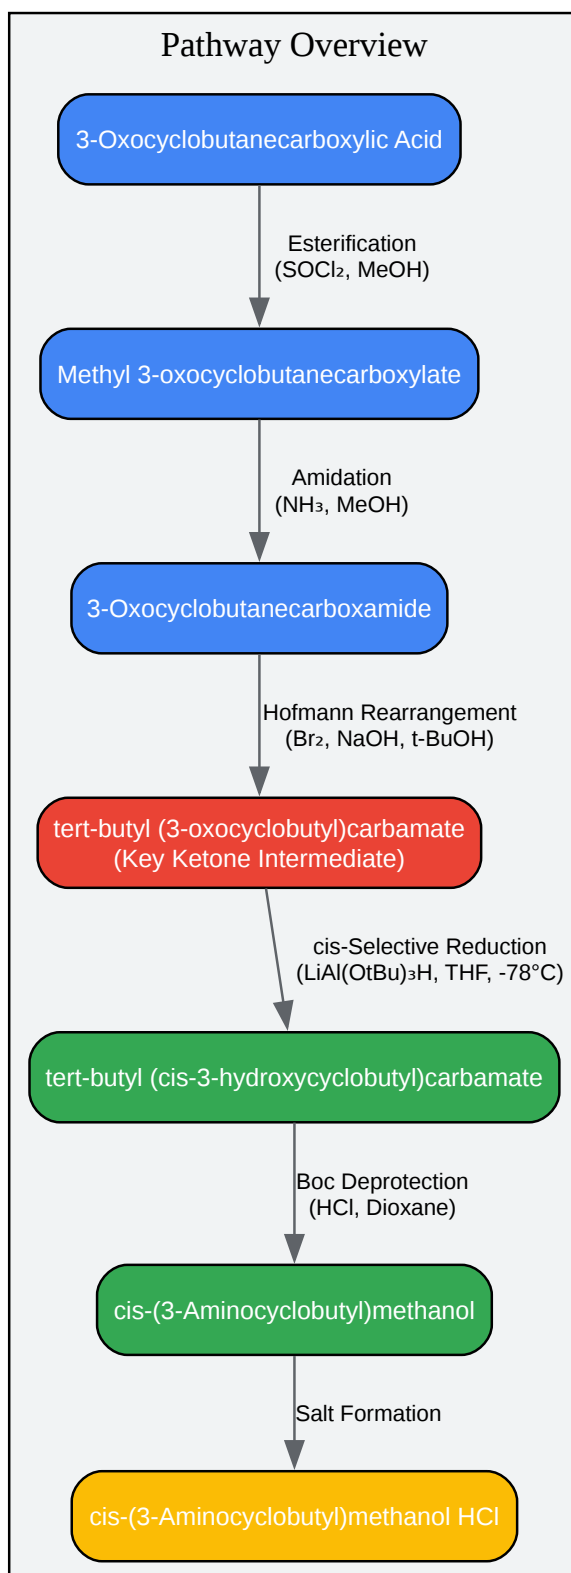 Pathway Overview
3-Oxocyclobutanecarboxylic Acid
Esterification
(SOCl₂, MeOH)
Methyl 3-oxocyclobutanecarboxylate
Amidation
(NH₃, MeOH)
3-Oxocyclobutanecarboxamide
Hofmann Rearrangement
(Br₂, NaOH, t-BuOH)
tert-butyl (3-oxocyclobutyl)carbamate
(Key Ketone Intermediate)
cis-Selective Reduction
(LiAl(OtBu)₃H, THF, -78°C)
tert-butyl (cis-3-hydroxycyclobutyl)carbamate
Boc Deprotection
(HCl, Dioxane)
cis-(3-Aminocyclobutyl)methanol
Salt Formation
cis-(3-Aminocyclobutyl)methanol HCl